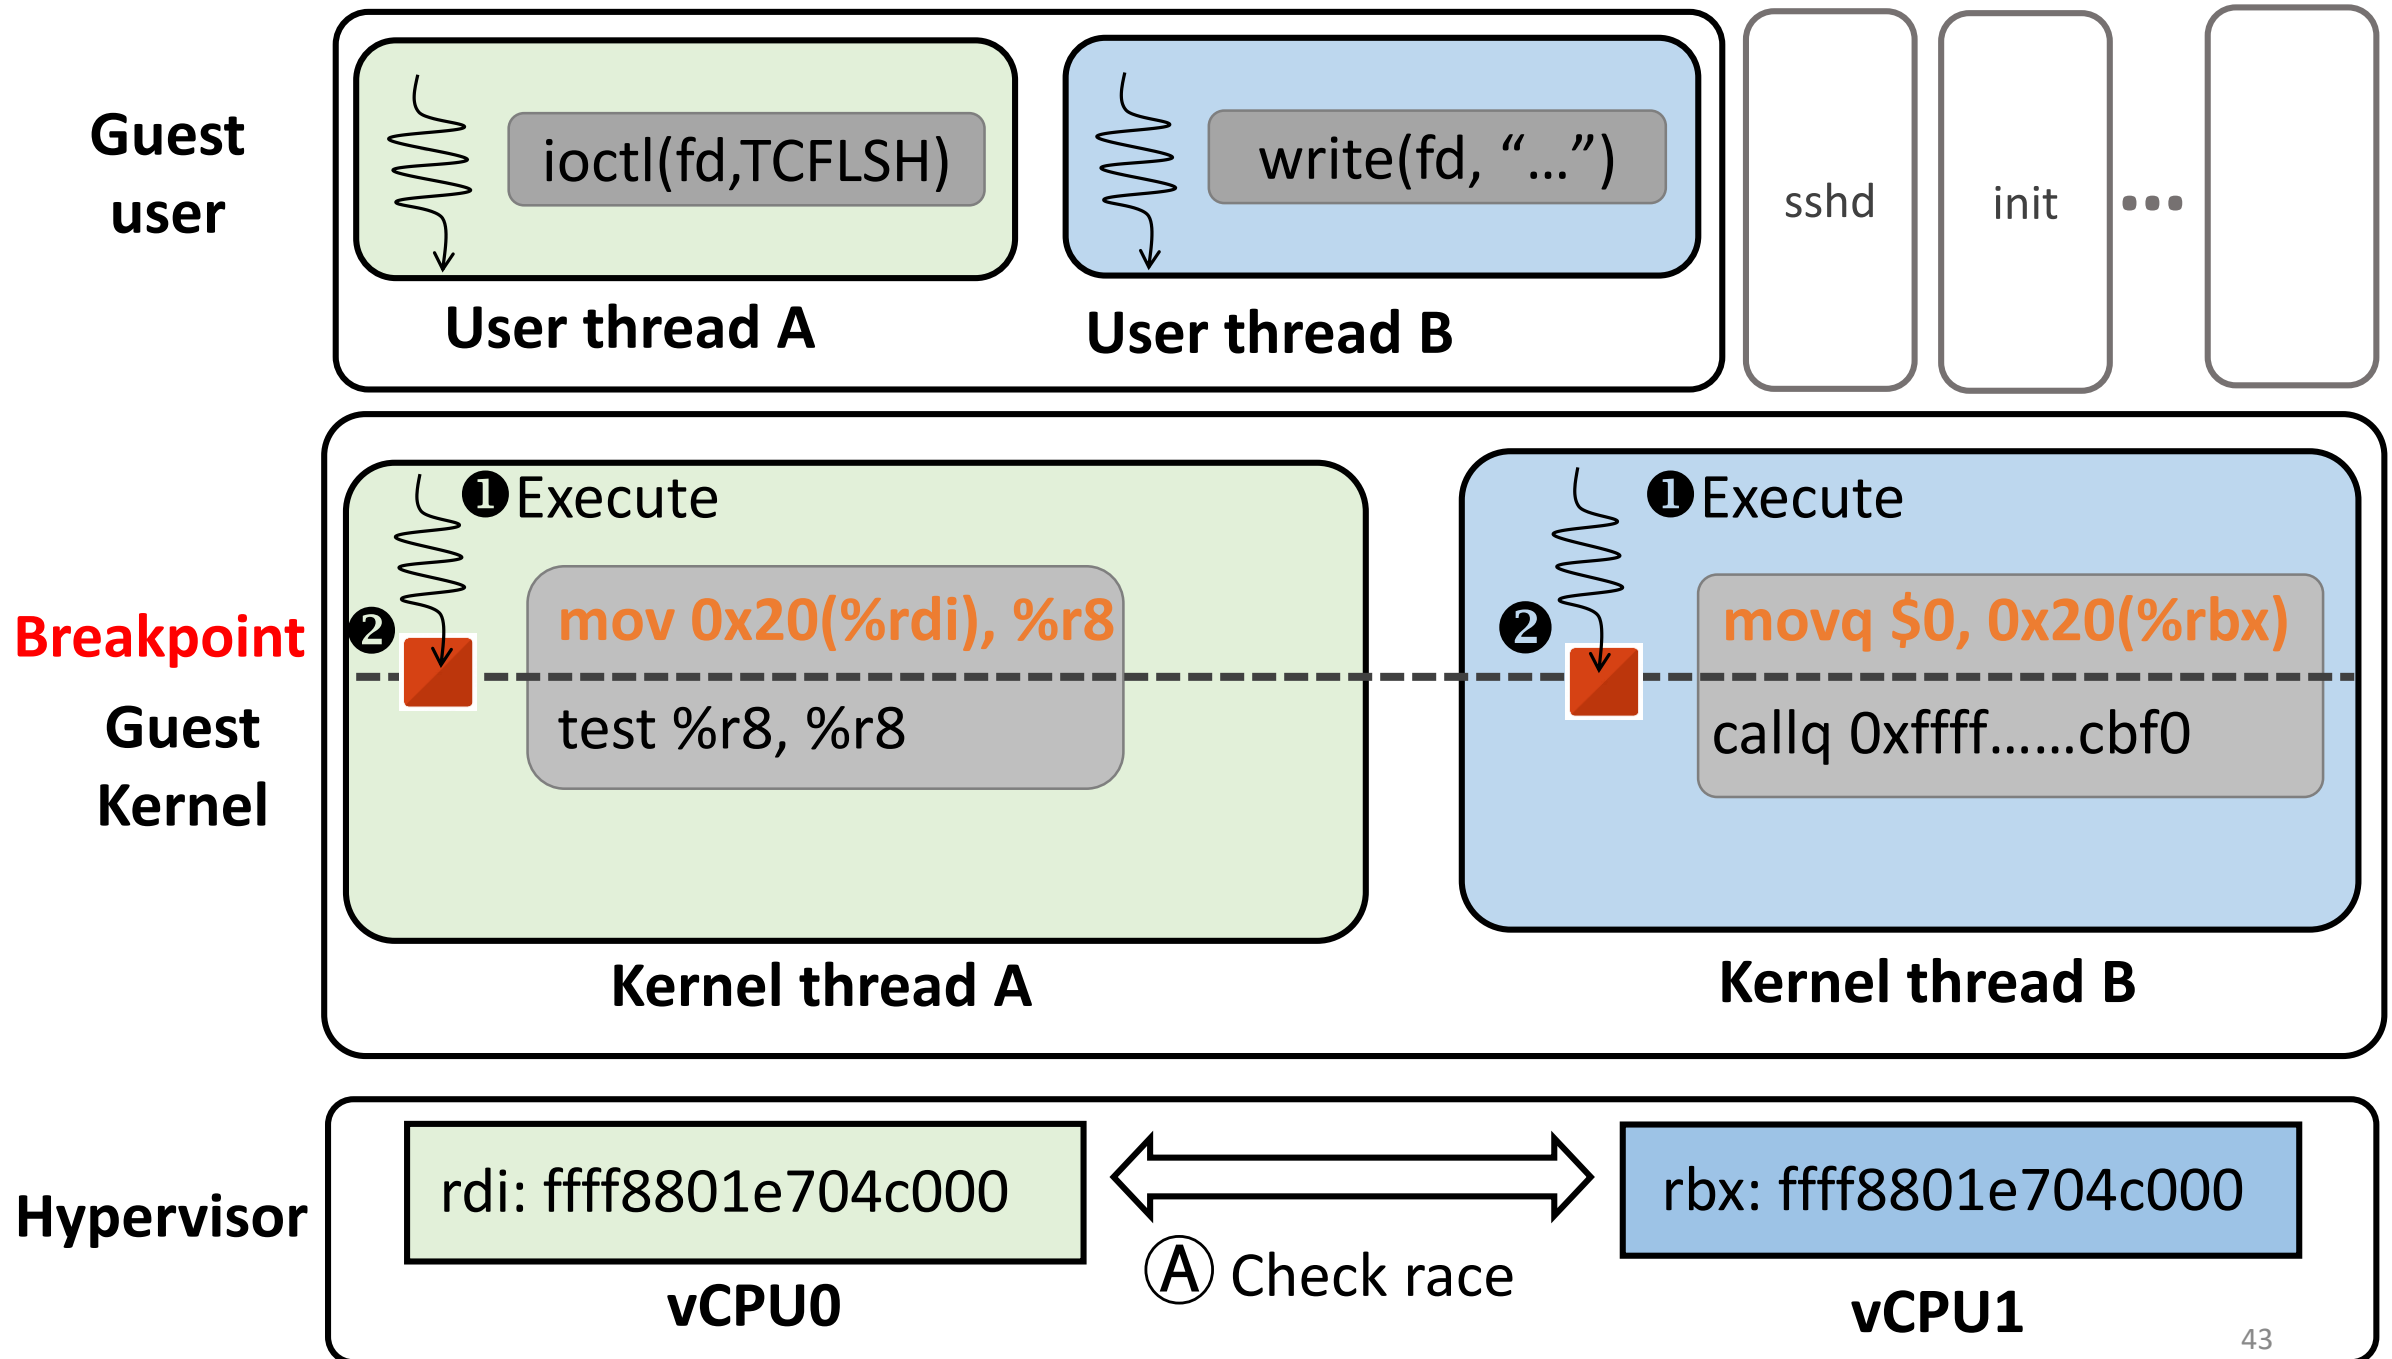 Guest
user
ioctl(fd,TCFLSH)
write(fd, “…”)
sshd
init
...
User thread A
User thread B
❶Execute
❶Execute
Breakpoint
❷
mov 0x20(%rdi), %r8
❷
movq $0, 0x20(%rbx)
Guest
Kernel
test %r8, %r8
callq 0xffff……cbf0
Kernel thread A
Kernel thread B
Hypervisor
rdi: ffff8801e704c000
rbx: ffff8801e704c000
Ⓐ Check race
vCPU0
vCPU1
43